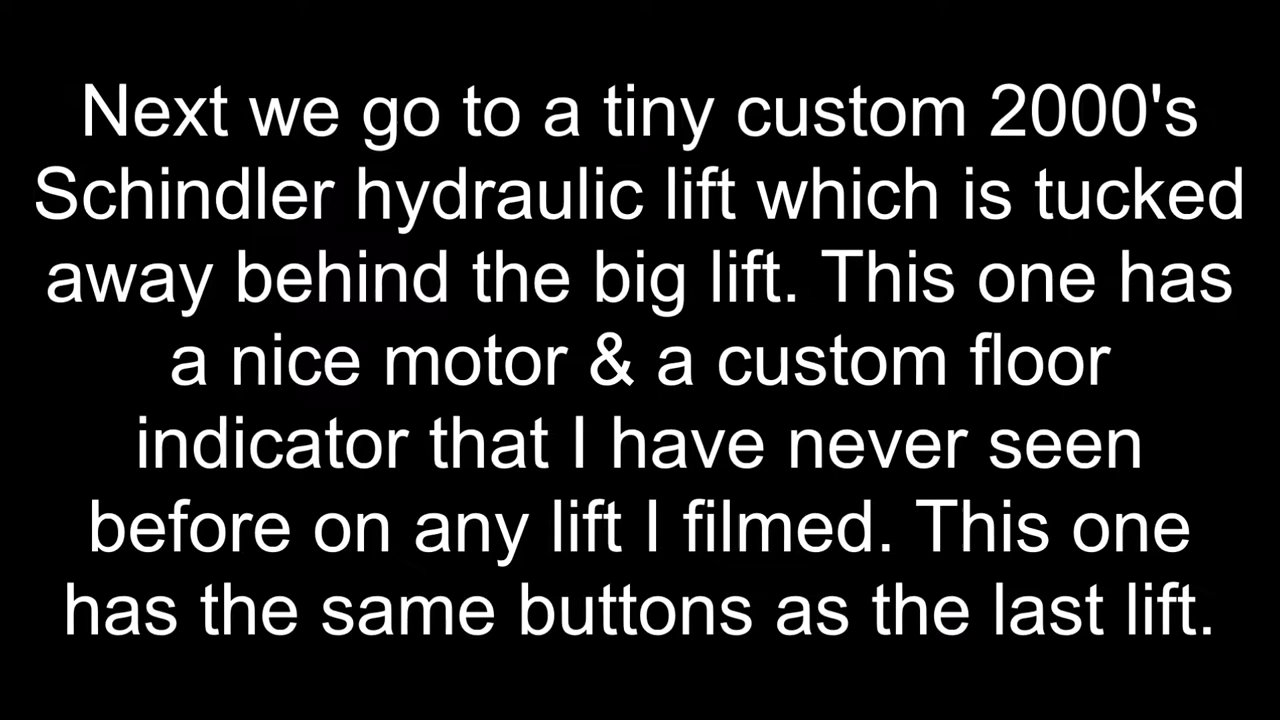 Next we go to a tiny custom 2000's
Schindler hydraulic lift which is tucked
away behind the big lift. This one has
a nice motor & a custom floor
indicator that I have never seen
before on any lift I filmed. This one
has the same buttons as the last lift.